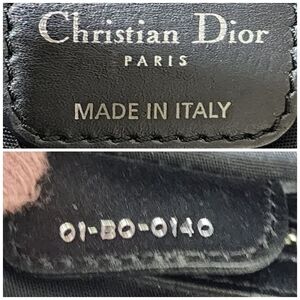 Christian Dior
PARIS
MADE IN ITALY
01-BO-0140